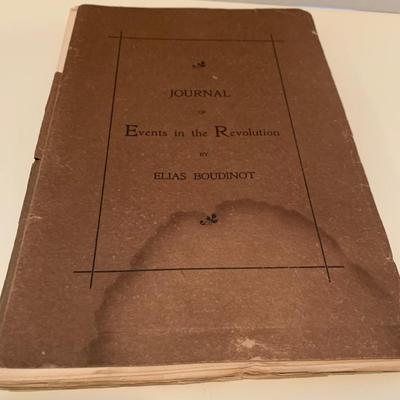 JOURNAL
OF
Events in the Revolution
BY
ELIAS BOUDINOT